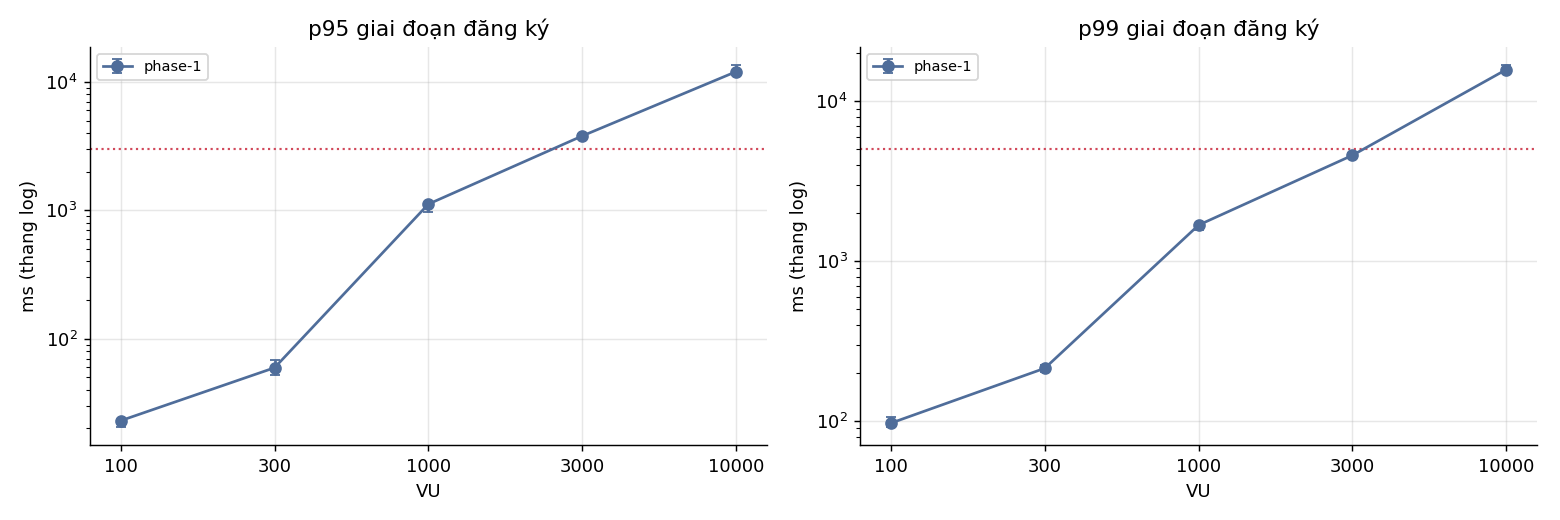 p95 giai đoạn đăng ký
phase-1
10^4
10^3
10^2
ms (thang log)
100 300 1000 3000 10000
VU
p99 giai đoạn đăng ký
phase-1
10^4
10^3
10^2
ms (thang log)
100 300 1000 3000 10000
VU